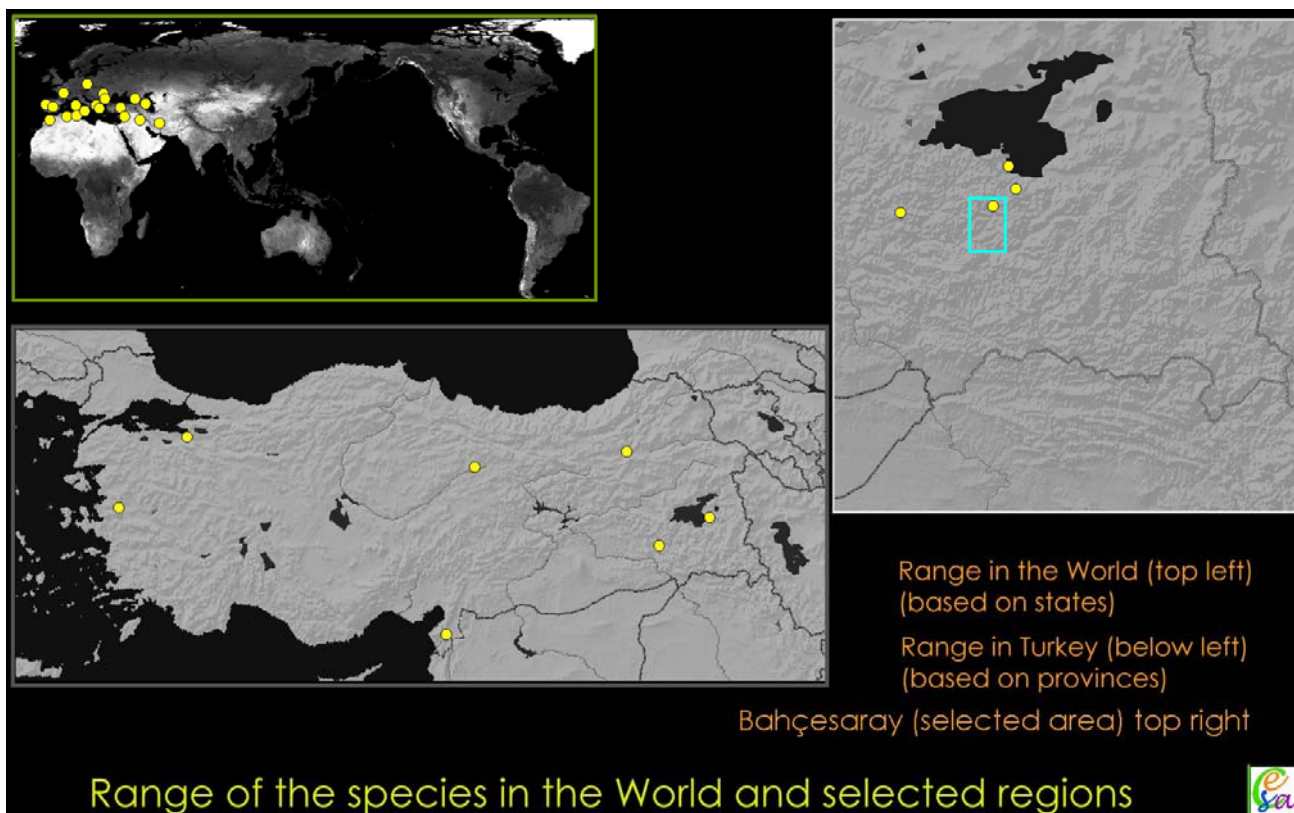 Range in the World (top left)
(based on states)
Range in Turkey (below left)
(based on provinces)
Bahçesaray (selected area) top right
Range of the species in the World and selected regions
Cesa